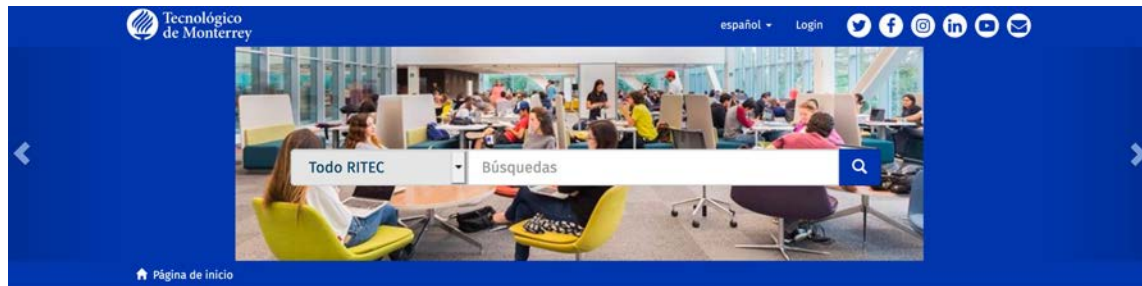 Tecnológico
de Monterrey
español
Login
Todo RITEC
Búsquedas
Página de inicio